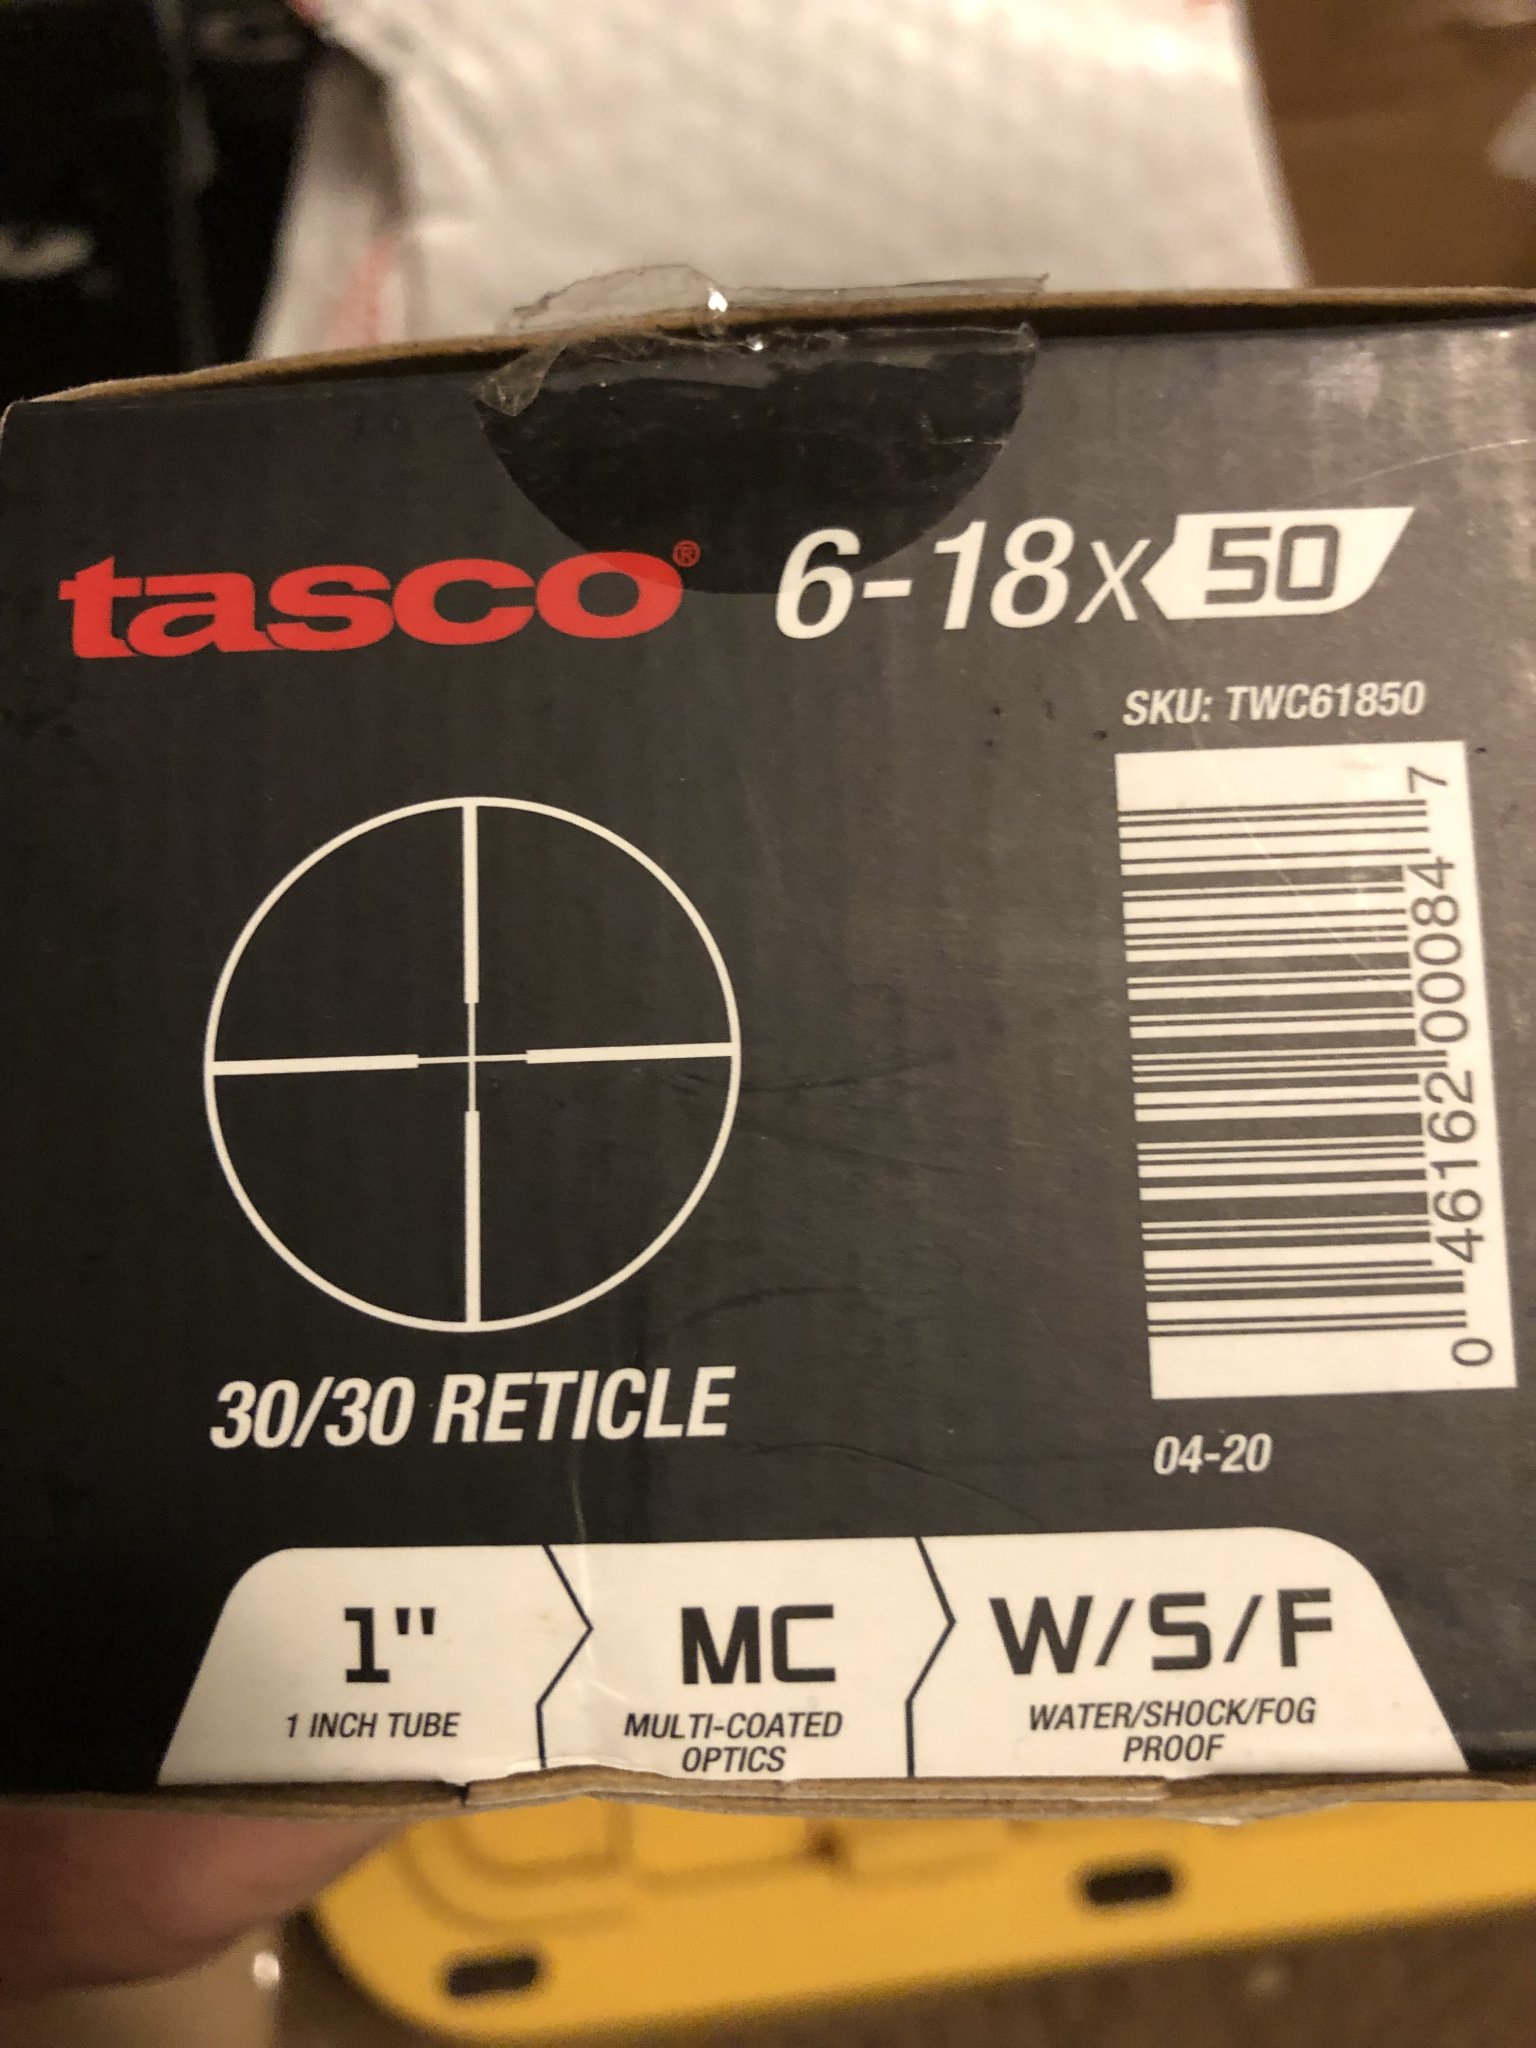 tasco® 6-18x50
SKU: TWC61850
0 46162 00084 7
30/30 RETICLE
04-20
1" MC W/S/F
1 INCH TUBE MULTI-COATED OPTICS WATER/SHOCK/FOG PROOF